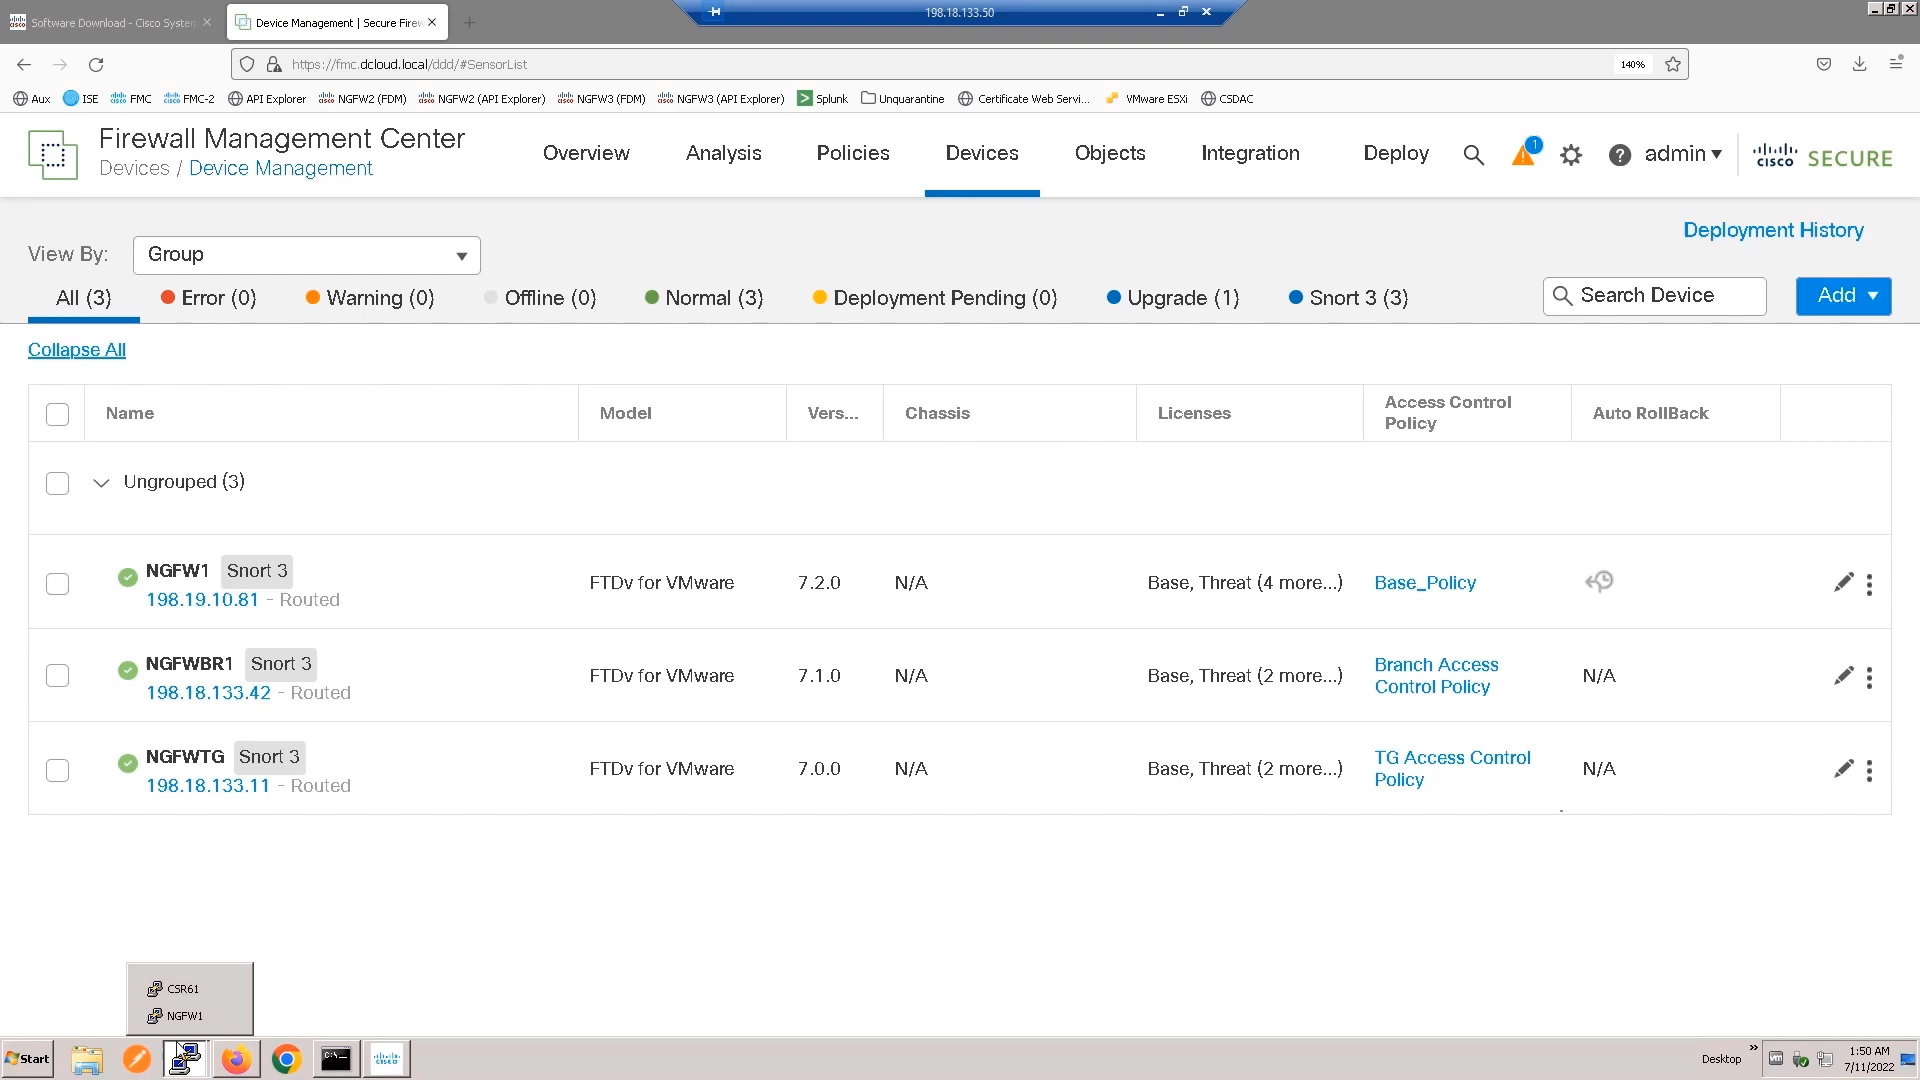 Software Download - Cisco System
Device Management | Secure Firew
198.18.133.50
https://fmc.dcloud.local/ddd/#SensorList
140%
Aux
ISE
FMC
FMC-2
API Explorer
NGFW2 (FDM)
NGFW2 (API Explorer)
NGFW3 (FDM)
NGFW3 (API Explorer)
Splunk
Unquarantine
Certificate Web Servi...
VMware ESXi
CSDAC
Firewall Management Center
Devices / Device Management
Overview
Analysis
Policies
Devices
Objects
Integration
Deploy
1
admin
cisco SECURE
Deployment History
View By:
Group
All (3)
Error (0)
Warning (0)
Offline (0)
Normal (3)
Deployment Pending (0)
Upgrade (1)
Snort 3 (3)
Search Device
Add
Collapse All
Name
Model
Vers...
Chassis
Licenses
Access Control
Policy
Auto RollBack
Ungrouped (3)
NGFW1 Snort 3
198.19.10.81 - Routed
FTDv for VMware
7.2.0
N/A
Base, Threat (4 more...)
Base_Policy
NGFWBR1 Snort 3
198.18.133.42 - Routed
FTDv for VMware
7.1.0
N/A
Base, Threat (2 more...)
Branch Access
Control Policy
N/A
NGFWTG Snort 3
198.18.133.11 - Routed
FTDv for VMware
7.0.0
N/A
Base, Threat (2 more...)
TG Access Control
Policy
N/A
CSR61
NGFW1
Start
Desktop
1:50 AM
7/11/2022